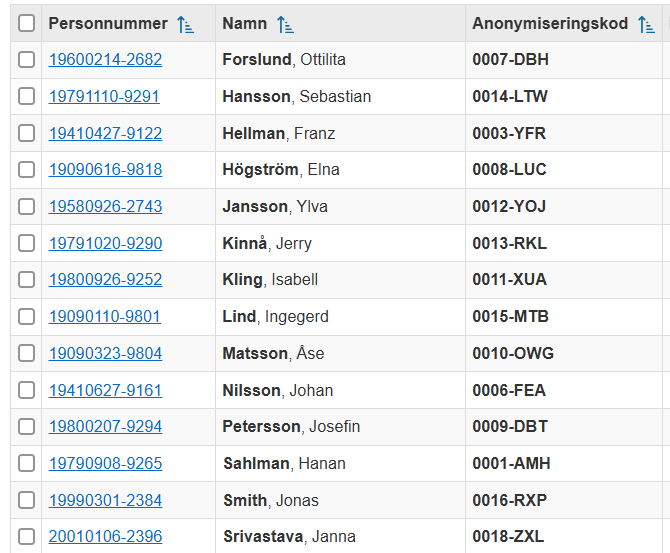 Personnummer Namn Anonymiseringskod
19600214-2682 Forslund, Ottilita 0007-DBH
19791110-9291 Hansson, Sebastian 0014-LTW
19410427-9122 Hellman, Franz 0003-YFR
19090616-9818 Högström, Elna 0008-LUC
19580926-2743 Jansson, Ylva 0012-YOJ
19791020-9290 Kinnå, Jerry 0013-RKL
19800926-9252 Kling, Isabell 0011-XUA
19090110-9801 Lind, Ingegerd 0015-MTB
19090323-9804 Matsson, Åse 0010-OWG
19410627-9161 Nilsson, Johan 0006-FEA
19800207-9294 Petersson, Josefin 0009-DBT
19790908-9265 Sahlman, Hanan 0001-AMH
19990301-2384 Smith, Jonas 0016-RXP
20010106-2396 Srivastava, Janna 0018-ZXL